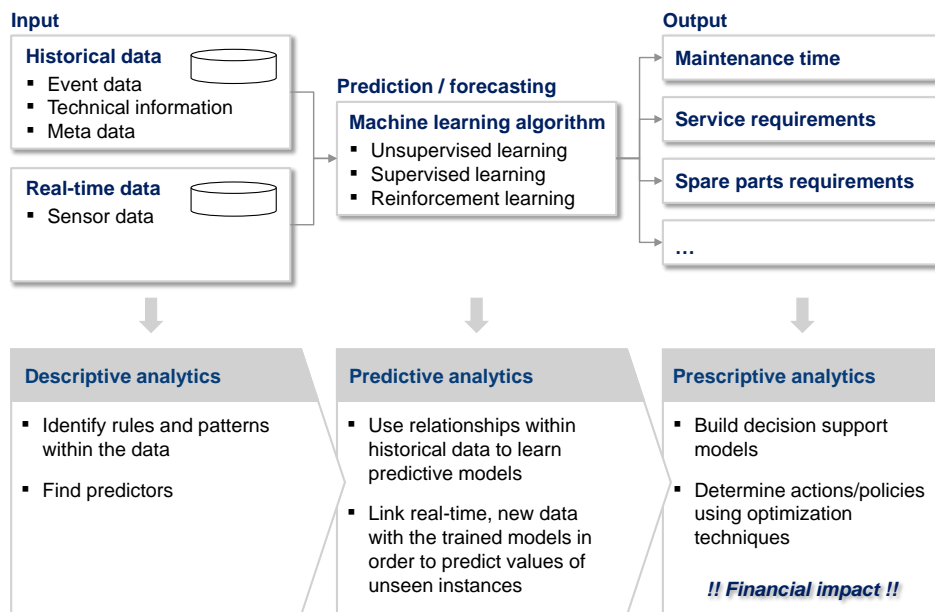 Input
Historical data
▪ Event data
▪ Technical information
▪ Meta data
Real-time data
▪ Sensor data
Prediction / forecasting
Machine learning algorithm
▪ Unsupervised learning
▪ Supervised learning
▪ Reinforcement learning
Output
Maintenance time
Service requirements
Spare parts requirements
...
Descriptive analytics
▪ Identify rules and patterns
within the data
▪ Find predictors
Predictive analytics
▪ Use relationships within
historical data to learn
predictive models
▪ Link real-time, new data
with the trained models in
order to predict values of
unseen instances
Prescriptive analytics
▪ Build decision support
models
▪ Determine actions/policies
using optimization
techniques
!! Financial impact !!